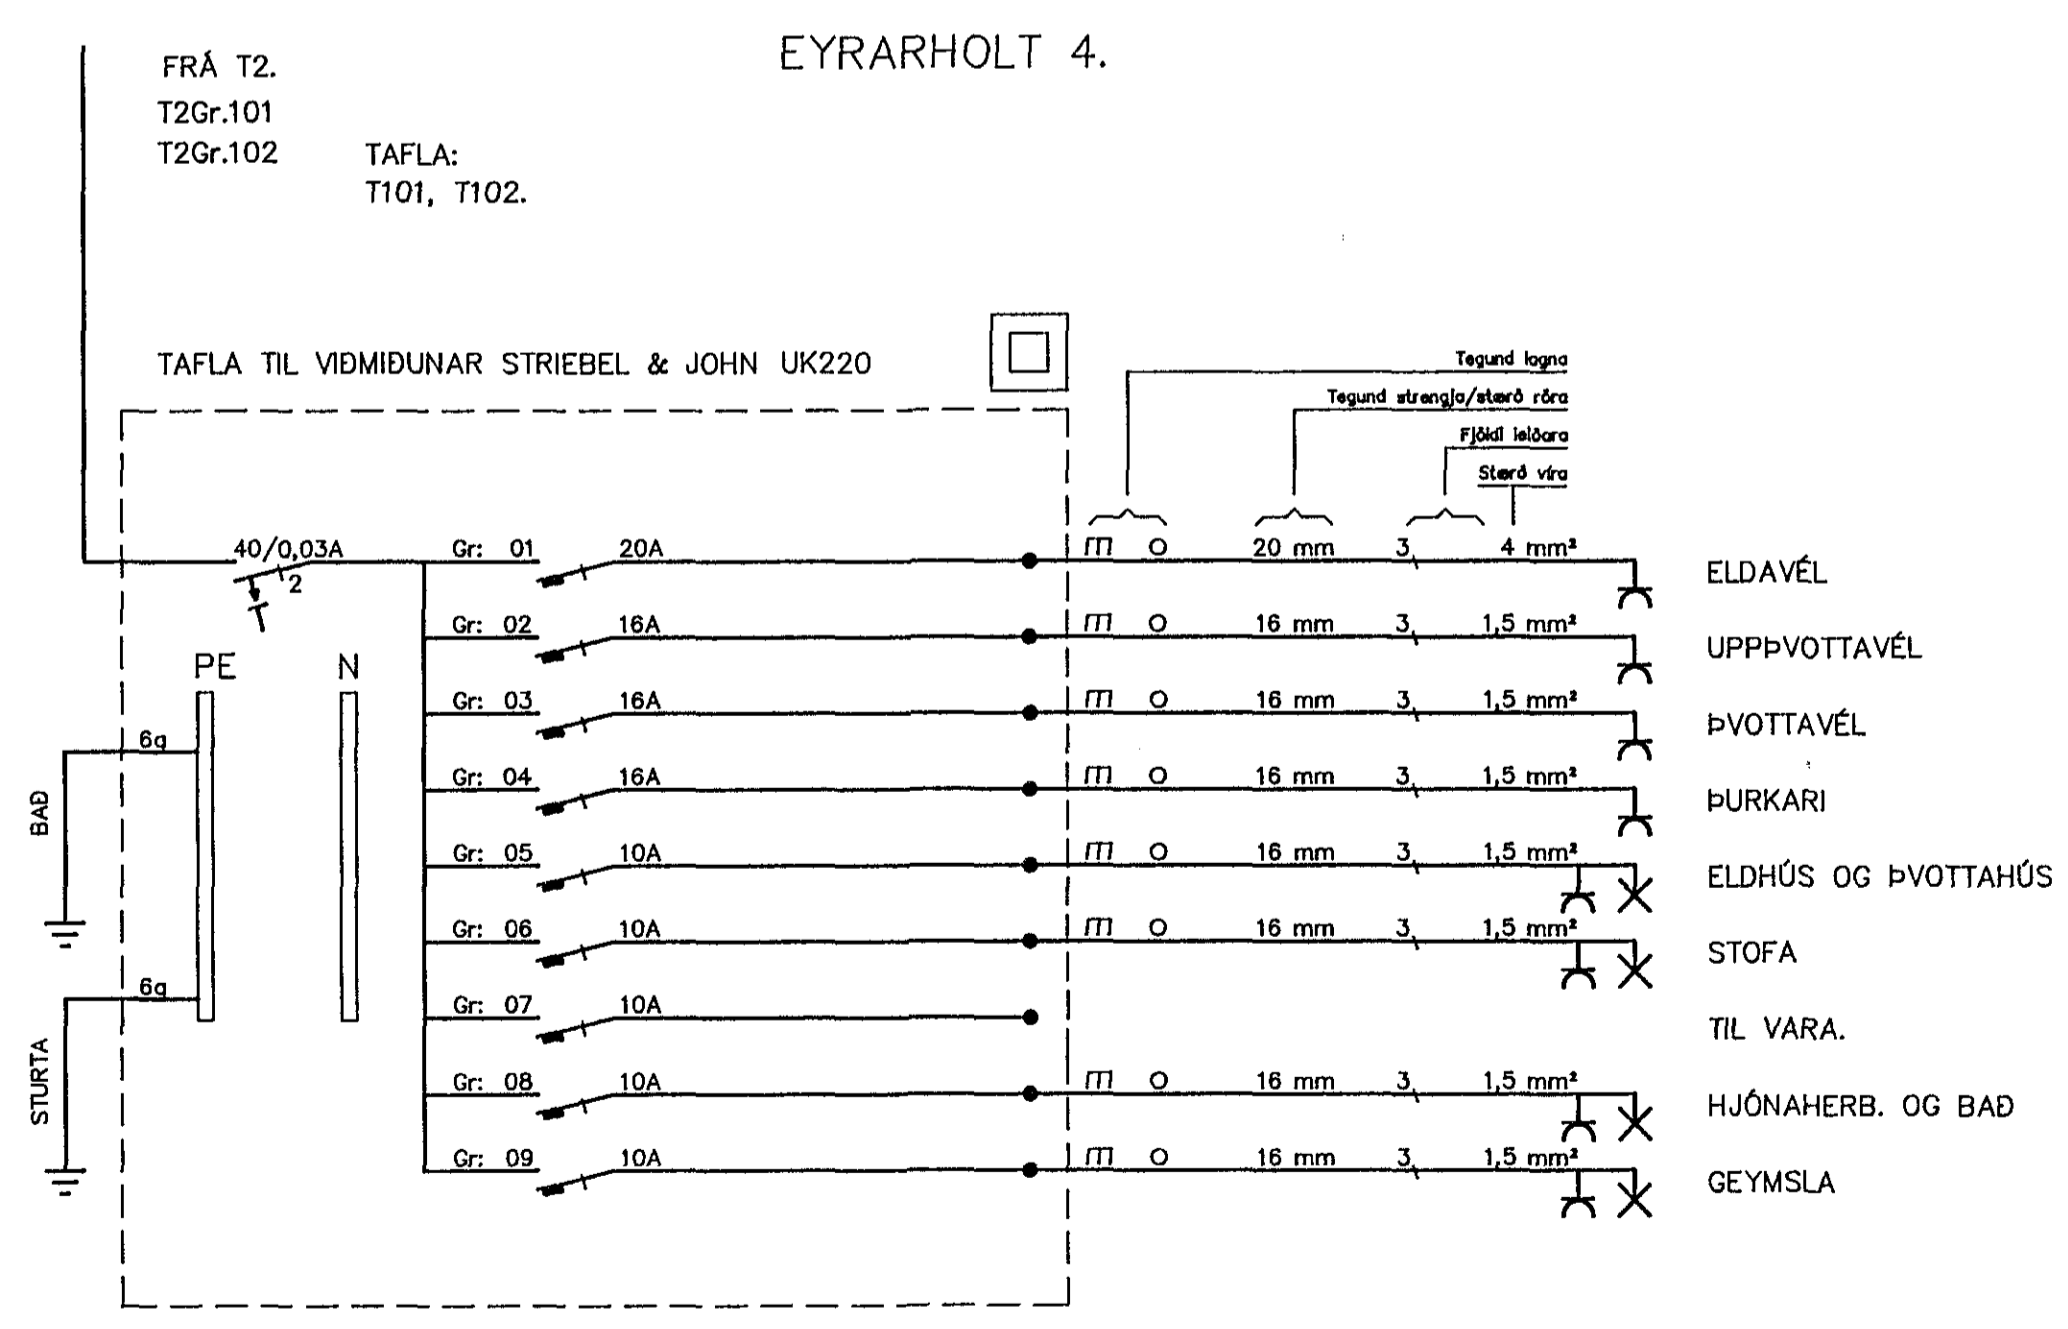 EYRARHOLT 4.
FRÁ T2.
T2Gr.101
T2Gr.102
TAFLA:
T101, T102.
TAFLA TIL VIÐMIÐUNAR STRIEBEL & JOHN UK220
Tegund lagna
Tegund strengja/stærð röra
Fjöldi leiðara
Stærð víra
40/0,03A
2
Gr: 01 20A m O 20 mm 3 4 mm² ELDAVÉL
Gr: 02 16A m O 16 mm 3 1,5 mm² UPPÞVOTTAVÉL
PE N
Gr: 03 16A m O 16 mm 3 1,5 mm² ÞVOTTAVÉL
6q
Gr: 04 16A m O 16 mm 3 1,5 mm² ÞURKARI
BAÐ
Gr: 05 10A m O 16 mm 3 1,5 mm² ELDHÚS OG ÞVOTTAHÚS
Gr: 06 10A m O 16 mm 3 1,5 mm² STOFA
6q
Gr: 07 10A TIL VARA.
STURTA
Gr: 08 10A m O 16 mm 3 1,5 mm² HJÓNAHERB. OG BAÐ
Gr: 09 10A m O 16 mm 3 1,5 mm² GEYMSLA